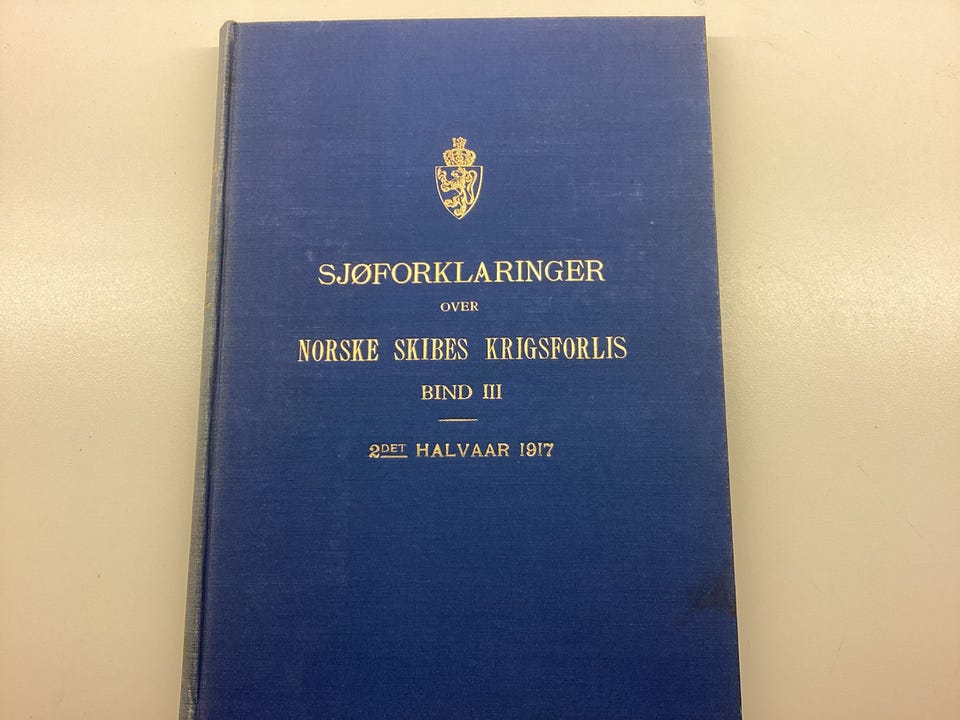 SJØFORKLARINGER
OVER
NORSKE SKIBES KRIGSFORLIS
BIND III
2DET HALVAAR 1917